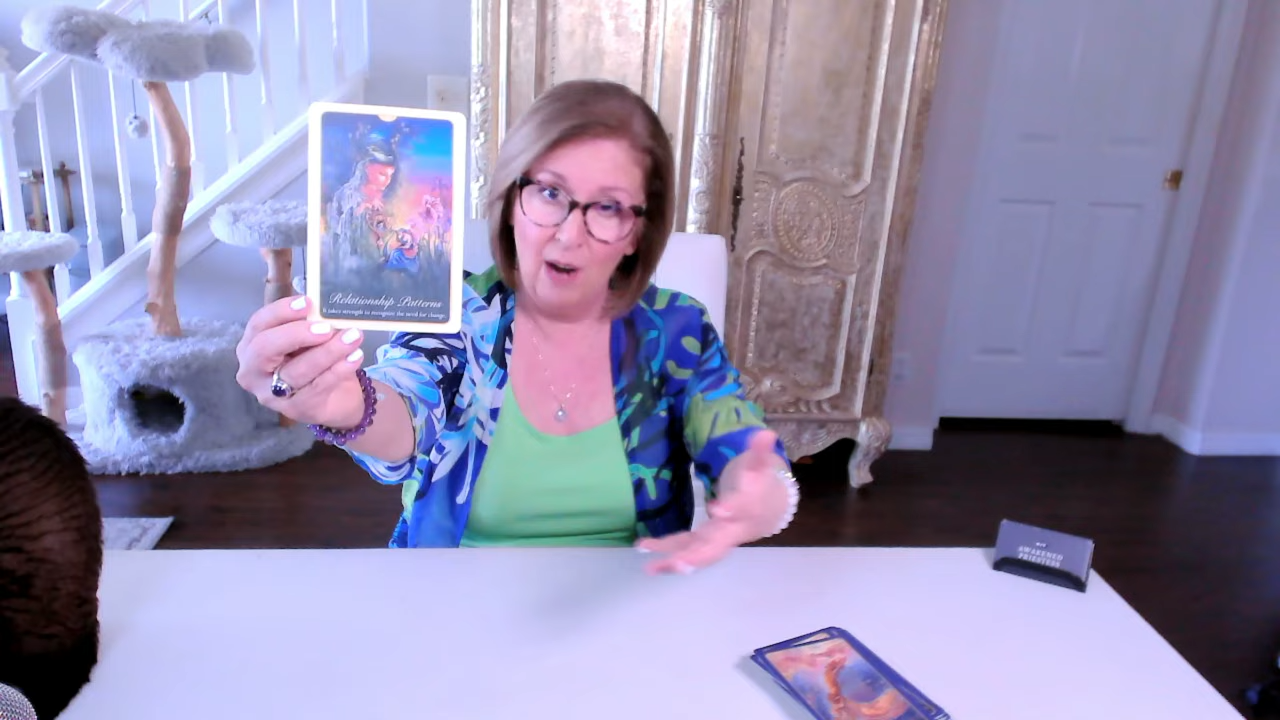 Relationship Patterns
It takes strength to recognize the need for change.
AWAKENED
PRIESTESS